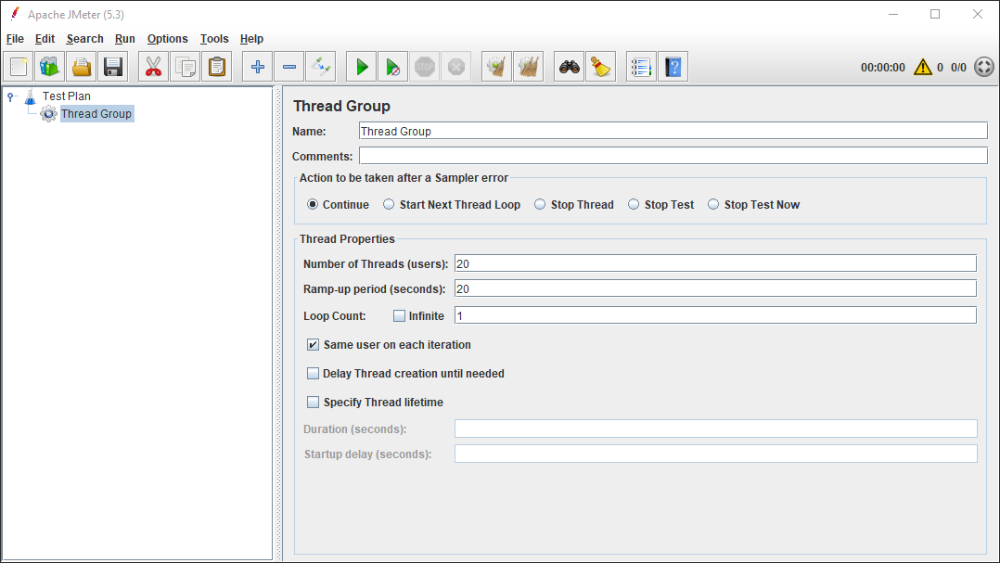 Apache JMeter (5.3)
File Edit Search Run Options Tools Help
STOP 00:00:00 0 0/0
Test Plan
Thread Group
Thread Group
Name: Thread Group
Comments:
Action to be taken after a Sampler error
Continue Start Next Thread Loop Stop Thread Stop Test Stop Test Now
Thread Properties
Number of Threads (users): 20
Ramp-up period (seconds): 20
Loop Count: Infinite 1
Same user on each iteration
Delay Thread creation until needed
Specify Thread lifetime
Duration (seconds):
Startup delay (seconds):